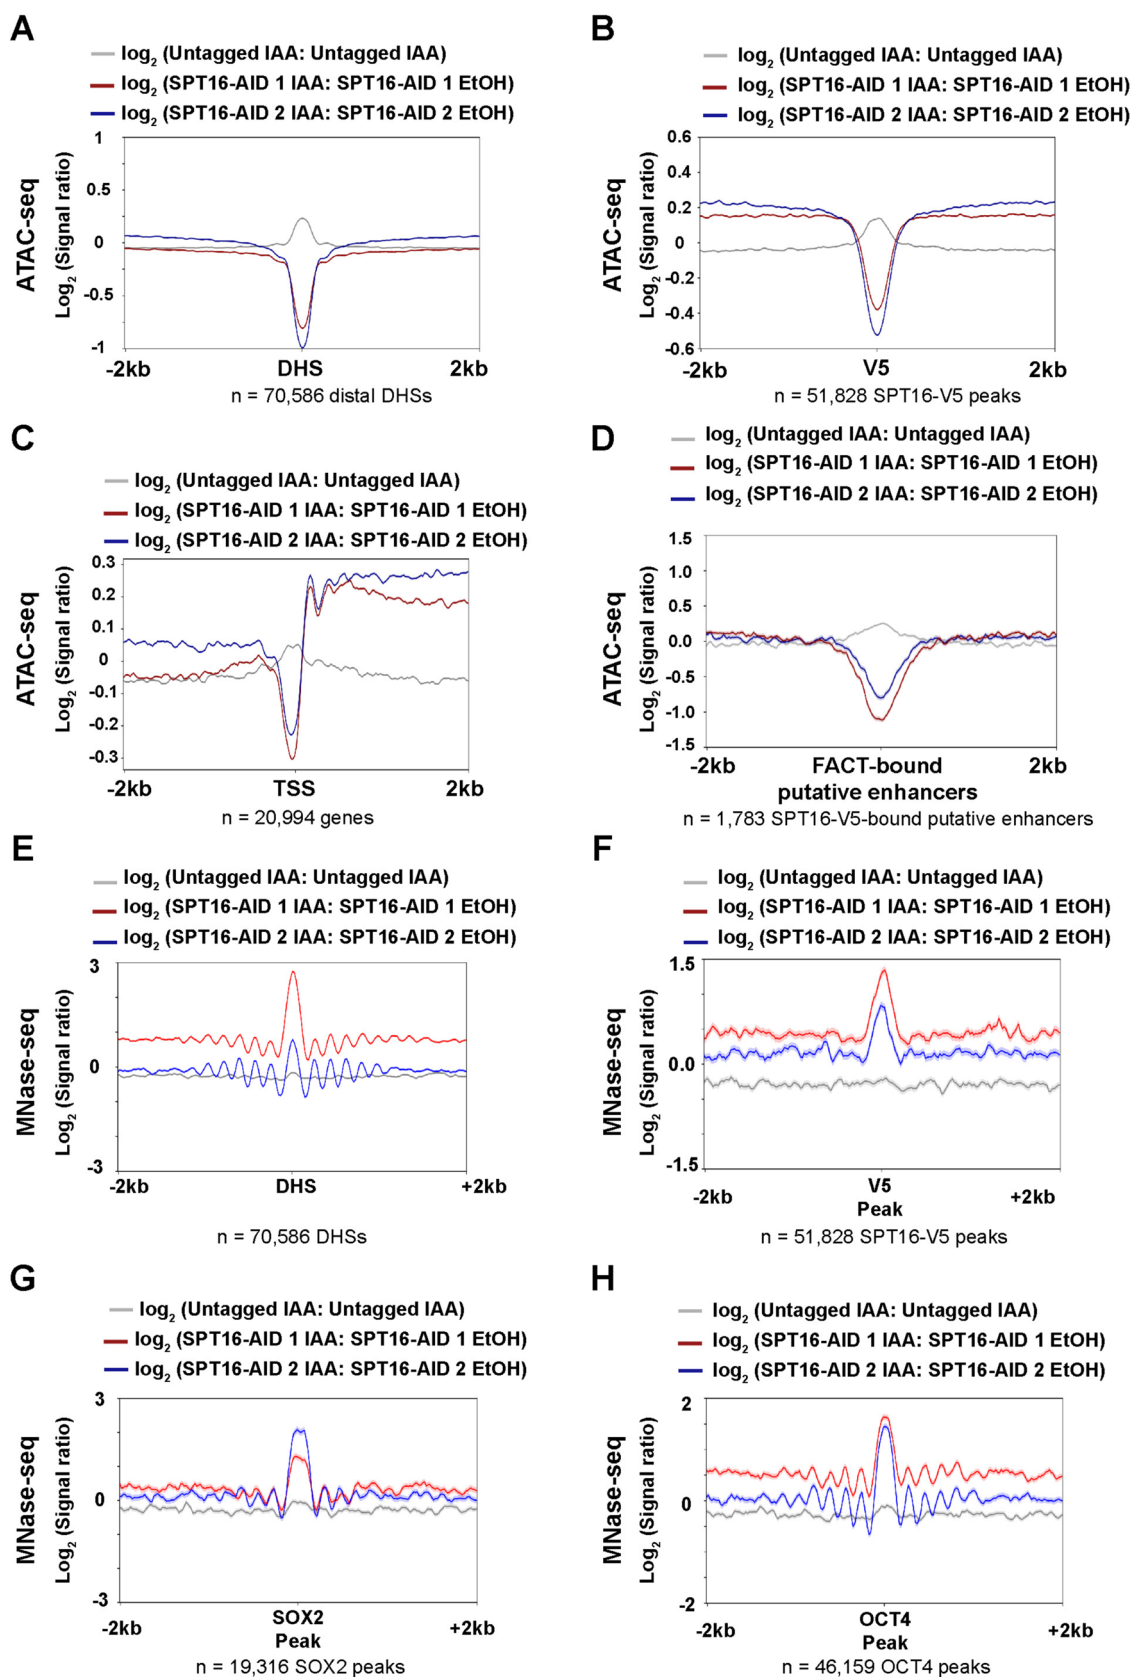 A
log2 (Untagged IAA: Untagged IAA)
log2 (SPT16-AID 1 IAA: SPT16-AID 1 EtOH)
log2 (SPT16-AID 2 IAA: SPT16-AID 2 EtOH)
ATAC-seq
Log2 (Signal ratio)
1
0.5
0
-0.5
-1
-2kb
DHS
2kb
n = 70,586 distal DHSs
B
log2 (Untagged IAA: Untagged IAA)
log2 (SPT16-AID 1 IAA: SPT16-AID 1 EtOH)
log2 (SPT16-AID 2 IAA: SPT16-AID 2 EtOH)
ATAC-seq
Log2 (Signal ratio)
0.6
0.4
0.2
0
-0.2
-0.4
-0.6
-2kb
V5
2kb
n = 51,828 SPT16-V5 peaks
C
log2 (Untagged IAA: Untagged IAA)
log2 (SPT16-AID 1 IAA: SPT16-AID 1 EtOH)
log2 (SPT16-AID 2 IAA: SPT16-AID 2 EtOH)
ATAC-seq
Log2 (Signal ratio)
0.3
0.2
0.1
0
-0.1
-0.2
-0.3
-2kb
TSS
2kb
n = 20,994 genes
D
log2 (Untagged IAA: Untagged IAA)
log2 (SPT16-AID 1 IAA: SPT16-AID 1 EtOH)
log2 (SPT16-AID 2 IAA: SPT16-AID 2 EtOH)
ATAC-seq
Log2 (Signal ratio)
1.5
1.0
0.5
0.0
-0.5
-1.0
-1.5
-2kb
FACT-bound
putative enhancers
2kb
n = 1,783 SPT16-V5-bound putative enhancers
E
log2 (Untagged IAA: Untagged IAA)
log2 (SPT16-AID 1 IAA: SPT16-AID 1 EtOH)
log2 (SPT16-AID 2 IAA: SPT16-AID 2 EtOH)
MNase-seq
Log2 (Signal ratio)
3
0
-3
-2kb
DHS
+2kb
n = 70,586 DHSs
F
log2 (Untagged IAA: Untagged IAA)
log2 (SPT16-AID 1 IAA: SPT16-AID 1 EtOH)
log2 (SPT16-AID 2 IAA: SPT16-AID 2 EtOH)
MNase-seq
Log2 (Signal ratio)
1.5
0.0
-1.5
-2kb
V5
Peak
+2kb
n = 51,828 SPT16-V5 peaks
G
log2 (Untagged IAA: Untagged IAA)
log2 (SPT16-AID 1 IAA: SPT16-AID 1 EtOH)
log2 (SPT16-AID 2 IAA: SPT16-AID 2 EtOH)
MNase-seq
Log2 (Signal ratio)
3
0
-3
-2kb
SOX2
Peak
+2kb
n = 19,316 SOX2 peaks
H
log2 (Untagged IAA: Untagged IAA)
log2 (SPT16-AID 1 IAA: SPT16-AID 1 EtOH)
log2 (SPT16-AID 2 IAA: SPT16-AID 2 EtOH)
MNase-seq
Log2 (Signal ratio)
2
0
-2
-2kb
OCT4
Peak
+2kb
n = 46,159 OCT4 peaks